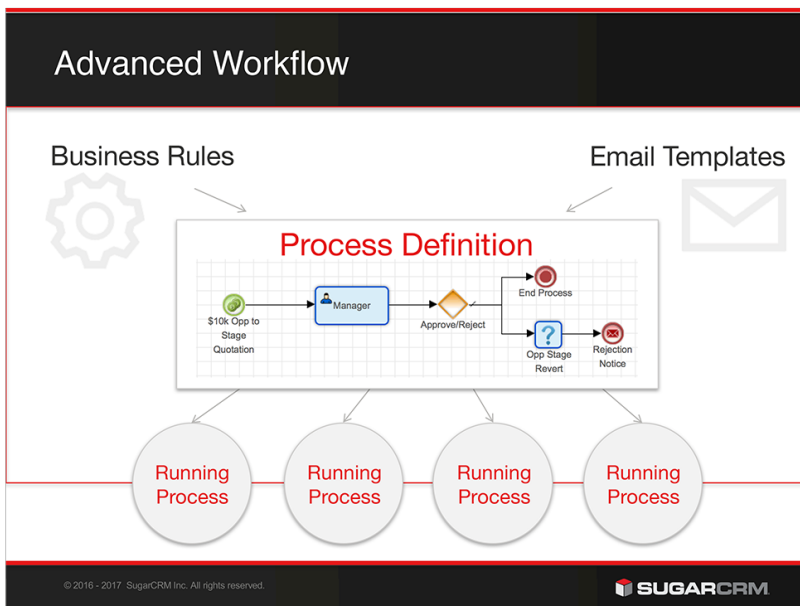 Advanced Workflow
Business Rules
Email Templates
Process Definition
$10k Opp to
Stage
Quotation
Manager
Approve/Reject
End Process
Opp Stage
Revert
Rejection
Notice
Running
Process
Running
Process
Running
Process
Running
Process
© 2016 - 2017 SugarCRM Inc. All rights reserved.
SUGARCRM